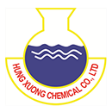 HUNG XUONG CHEMICAL CO., LTD